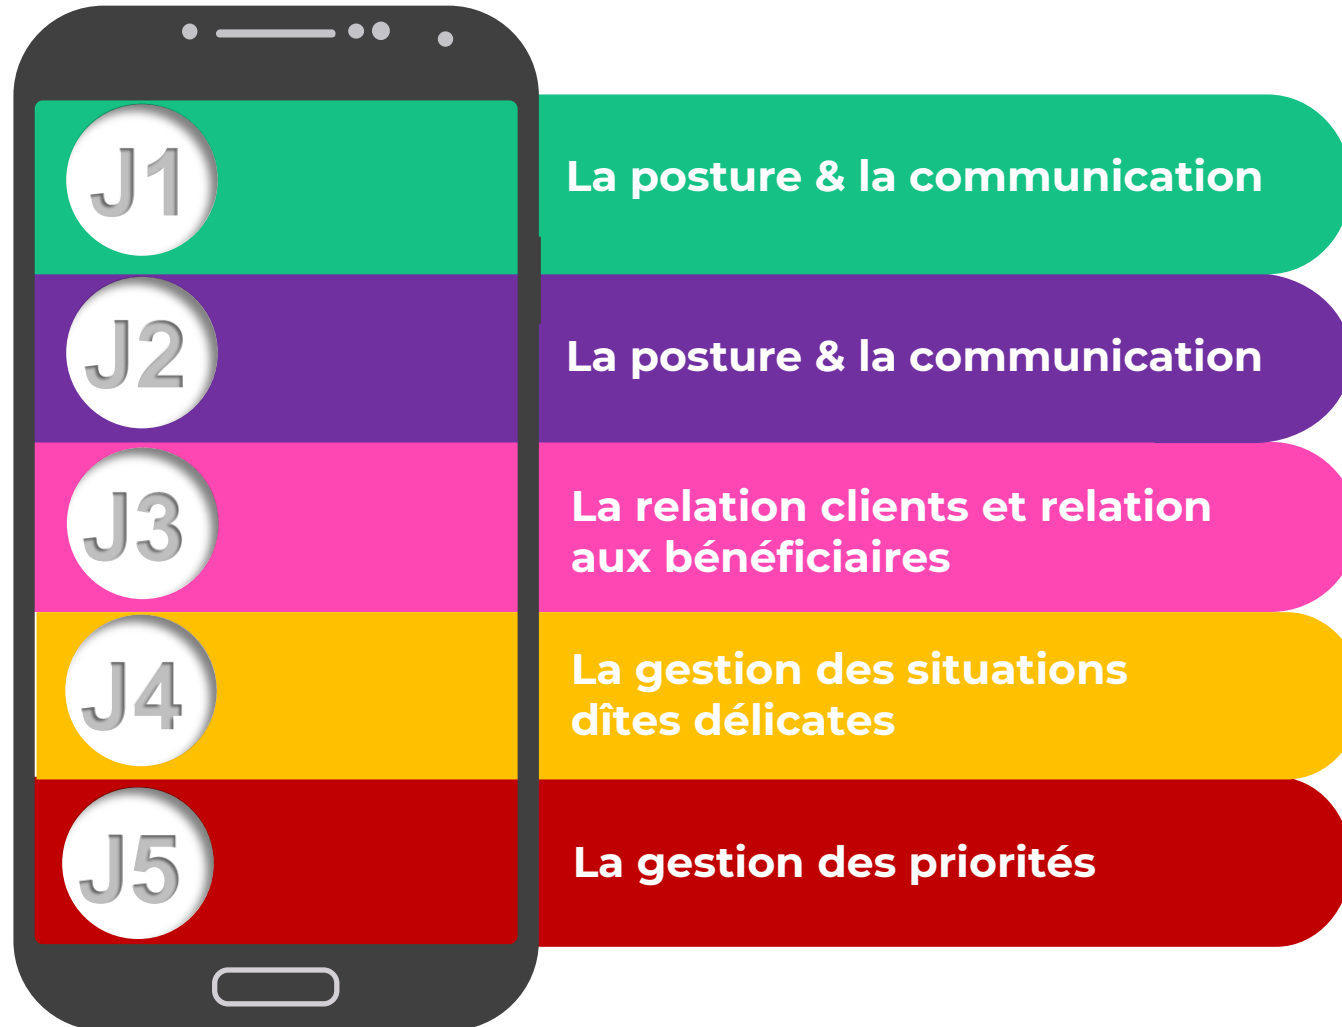 J1
La posture & la communication
J2
La posture & la communication
J3
La relation clients et relation
aux bénéficiaires
J4
La gestion des situations
dîtes délicates
J5
La gestion des priorités